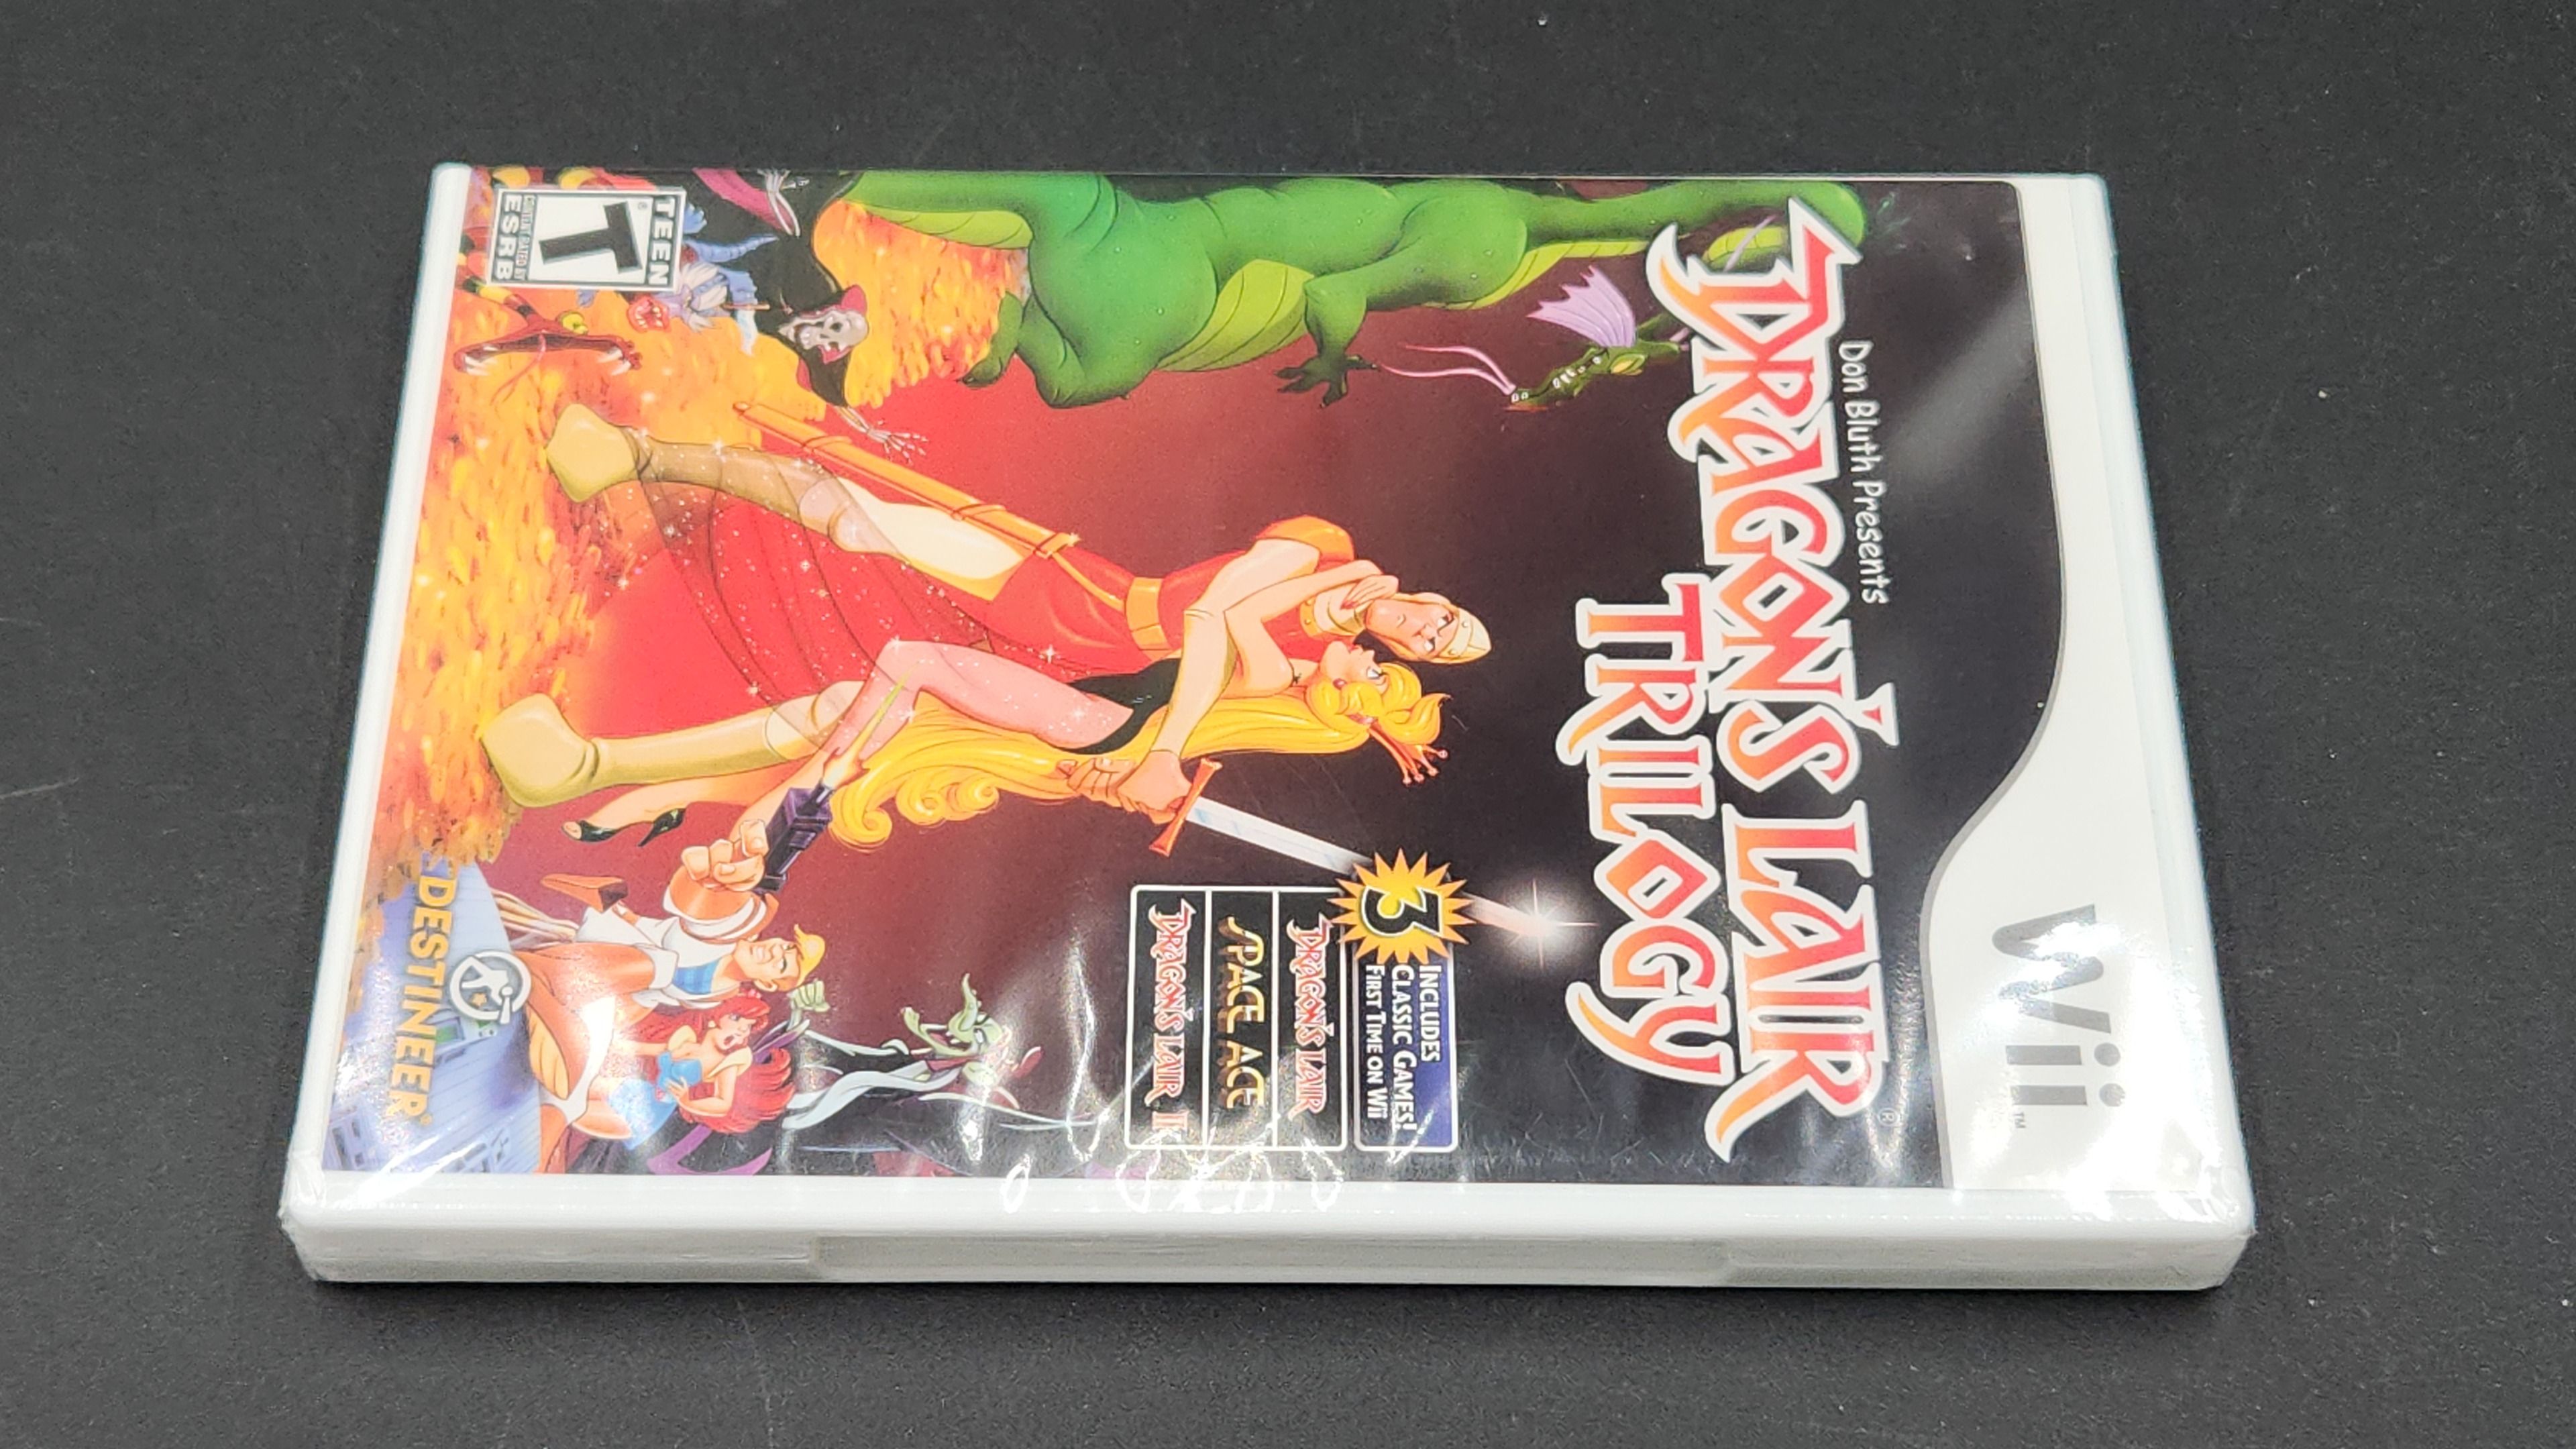 Wii™
Don Bluth Presents
DRAGON'S LAIR®
TRILOGY
3
INCLUDES
CLASSIC GAMES!
FIRST TIME ON Wii
DRAGON'S LAIR
SPACE ACE
DRAGON'S LAIR II
TEEN
T®
CONTENT RATED BY
ESRB
DESTINEER®